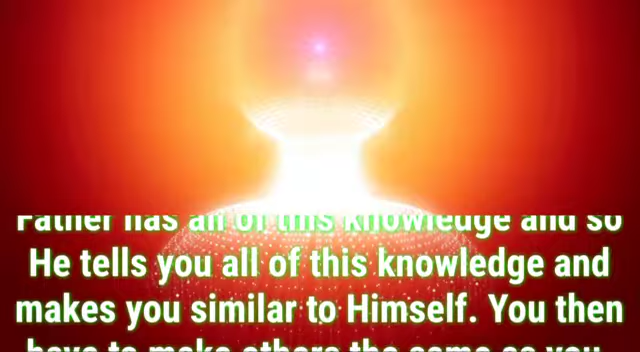 Father has all of this knowledge and so
He tells you all of this knowledge and
makes you similar to Himself. You then
have to make others the same as you.